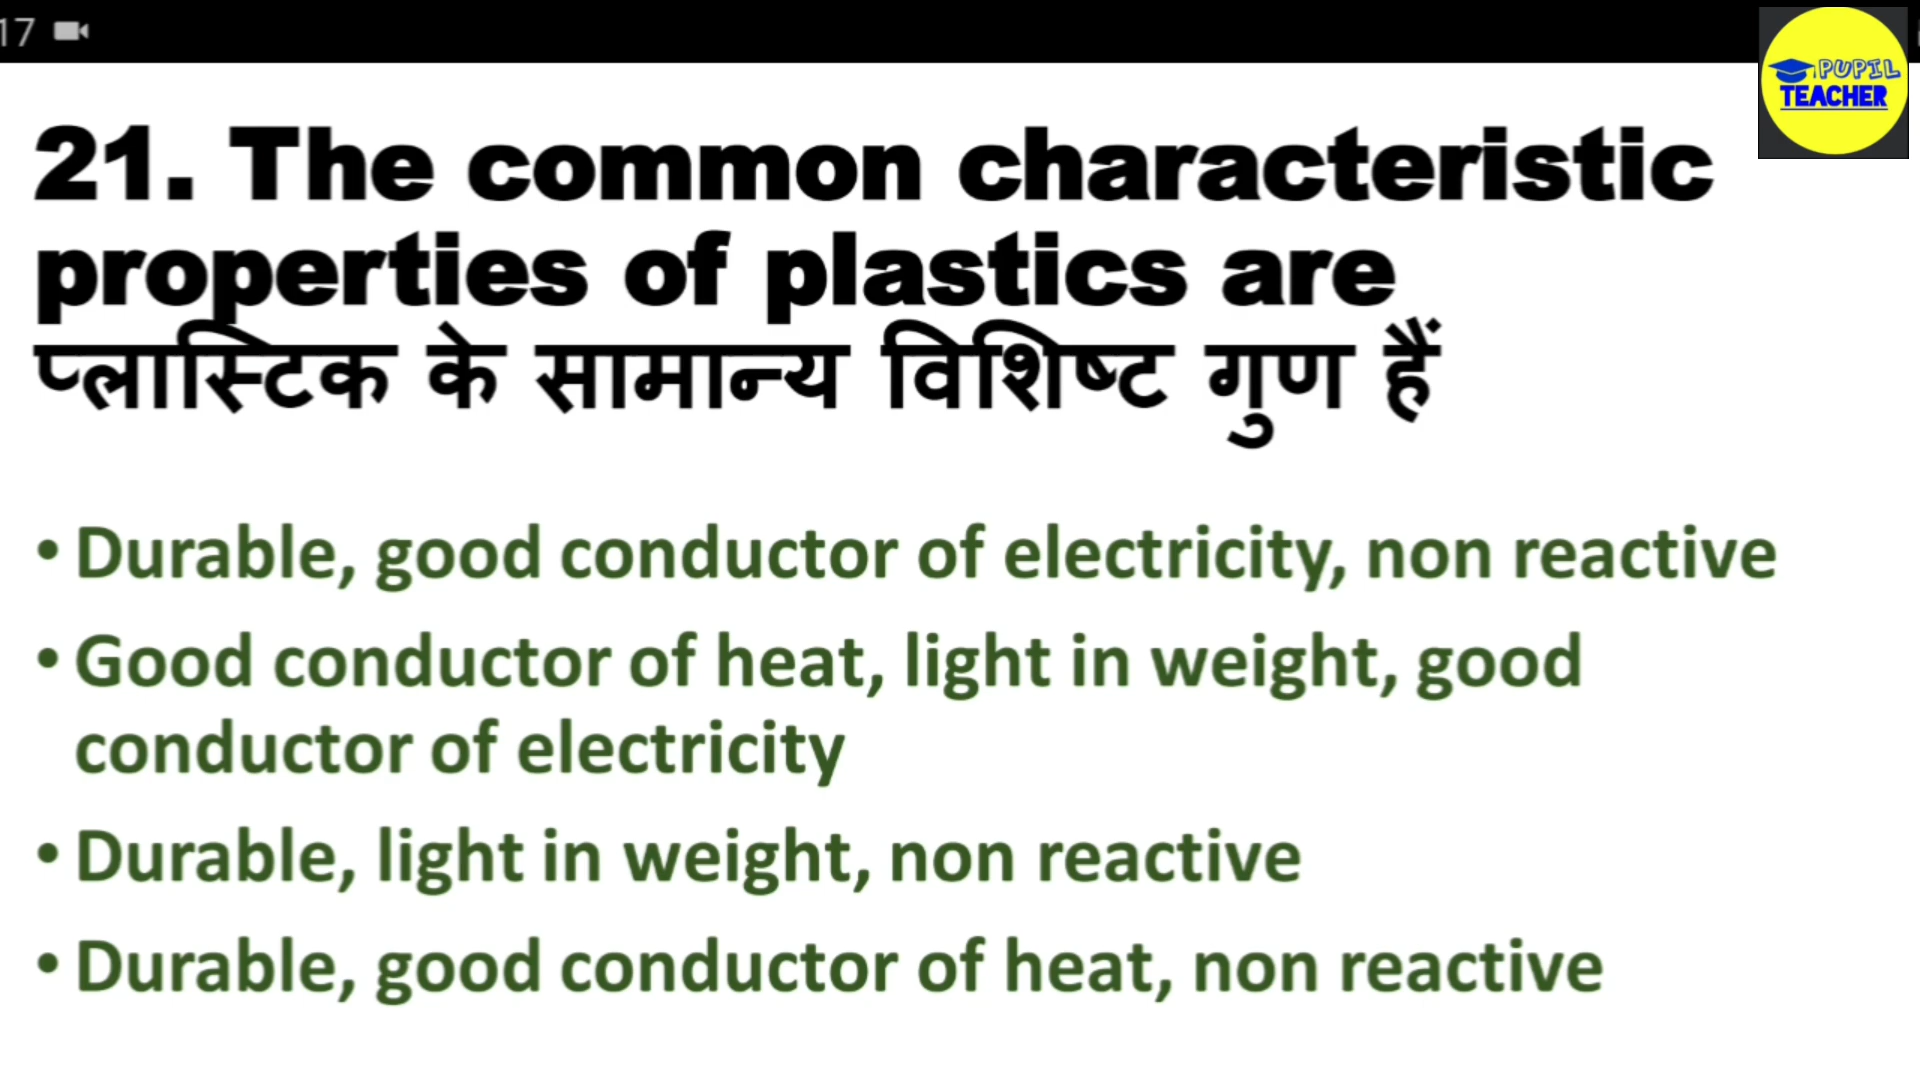 17
PUPIL
TEACHER
21. The common characteristic
properties of plastics are
प्लास्टिक के सामान्य विशिष्ट गुण हैं
• Durable, good conductor of electricity, non reactive
• Good conductor of heat, light in weight, good
conductor of electricity
• Durable, light in weight, non reactive
• Durable, good conductor of heat, non reactive